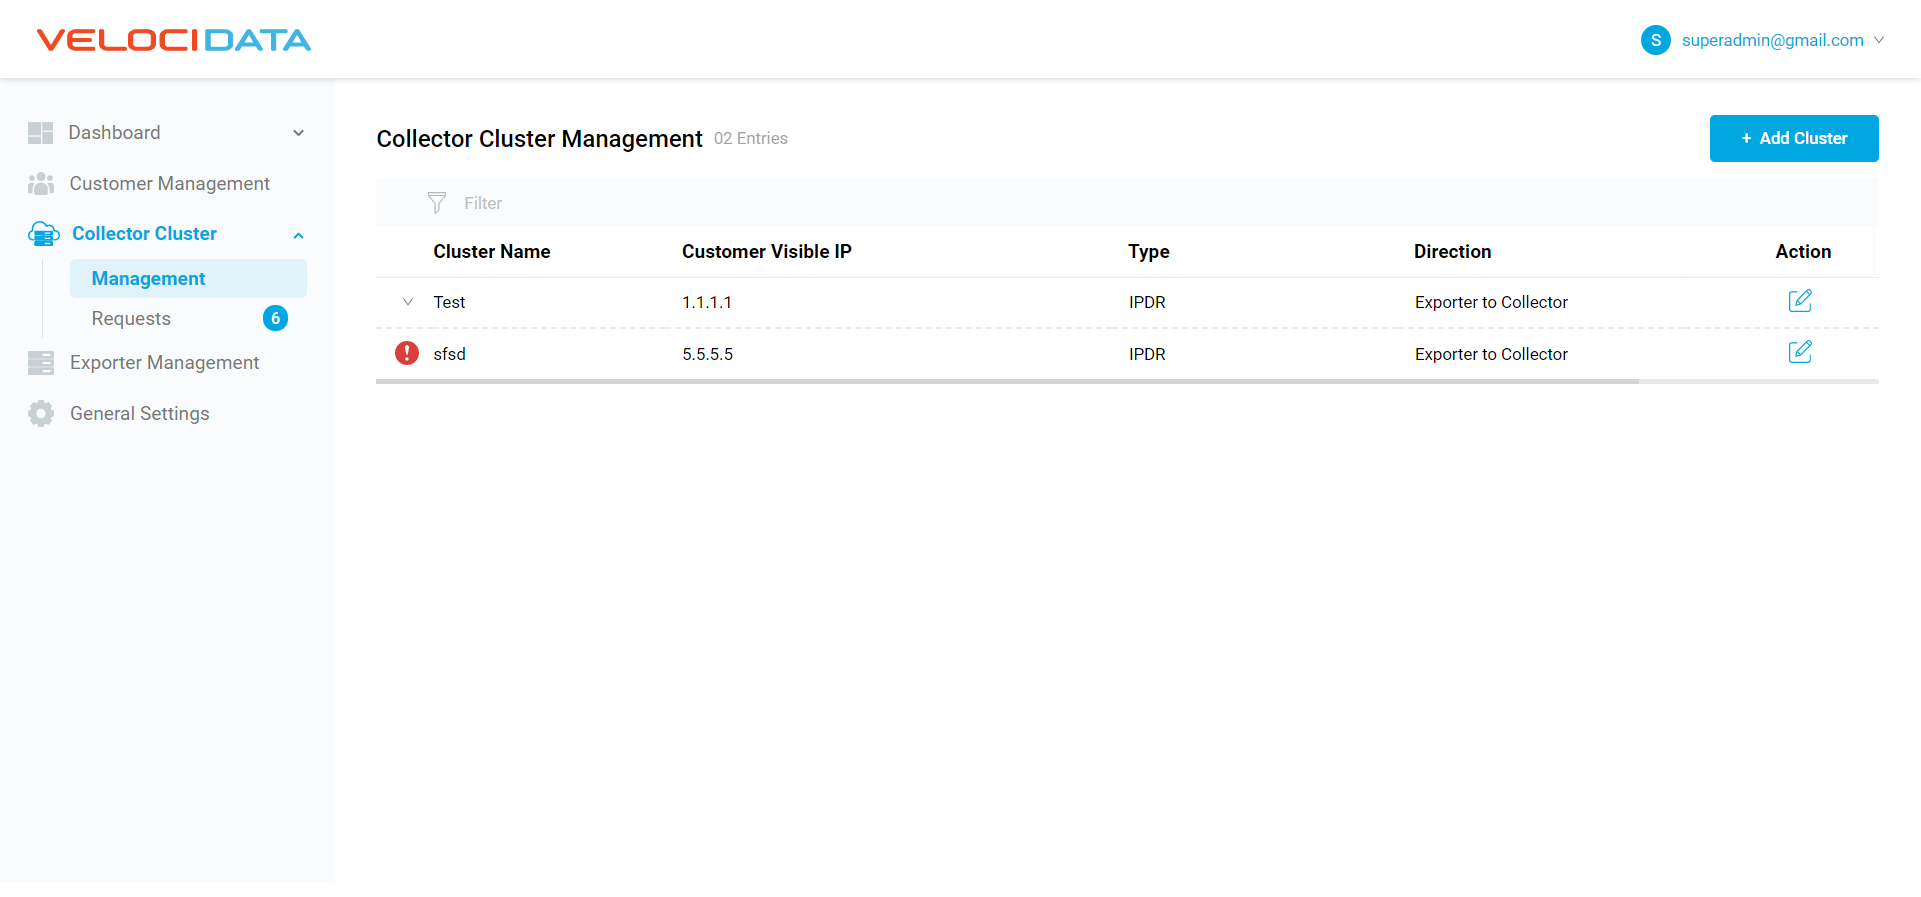 VELOCIDATA
S superadmin@gmail.com
Dashboard
Customer Management
Collector Cluster
Management
Requests 6
Exporter Management
General Settings
Collector Cluster Management 02 Entries
+ Add Cluster
Filter
Cluster Name Customer Visible IP Type Direction Action
Test 1.1.1.1 IPDR Exporter to Collector
sfsd 5.5.5.5 IPDR Exporter to Collector